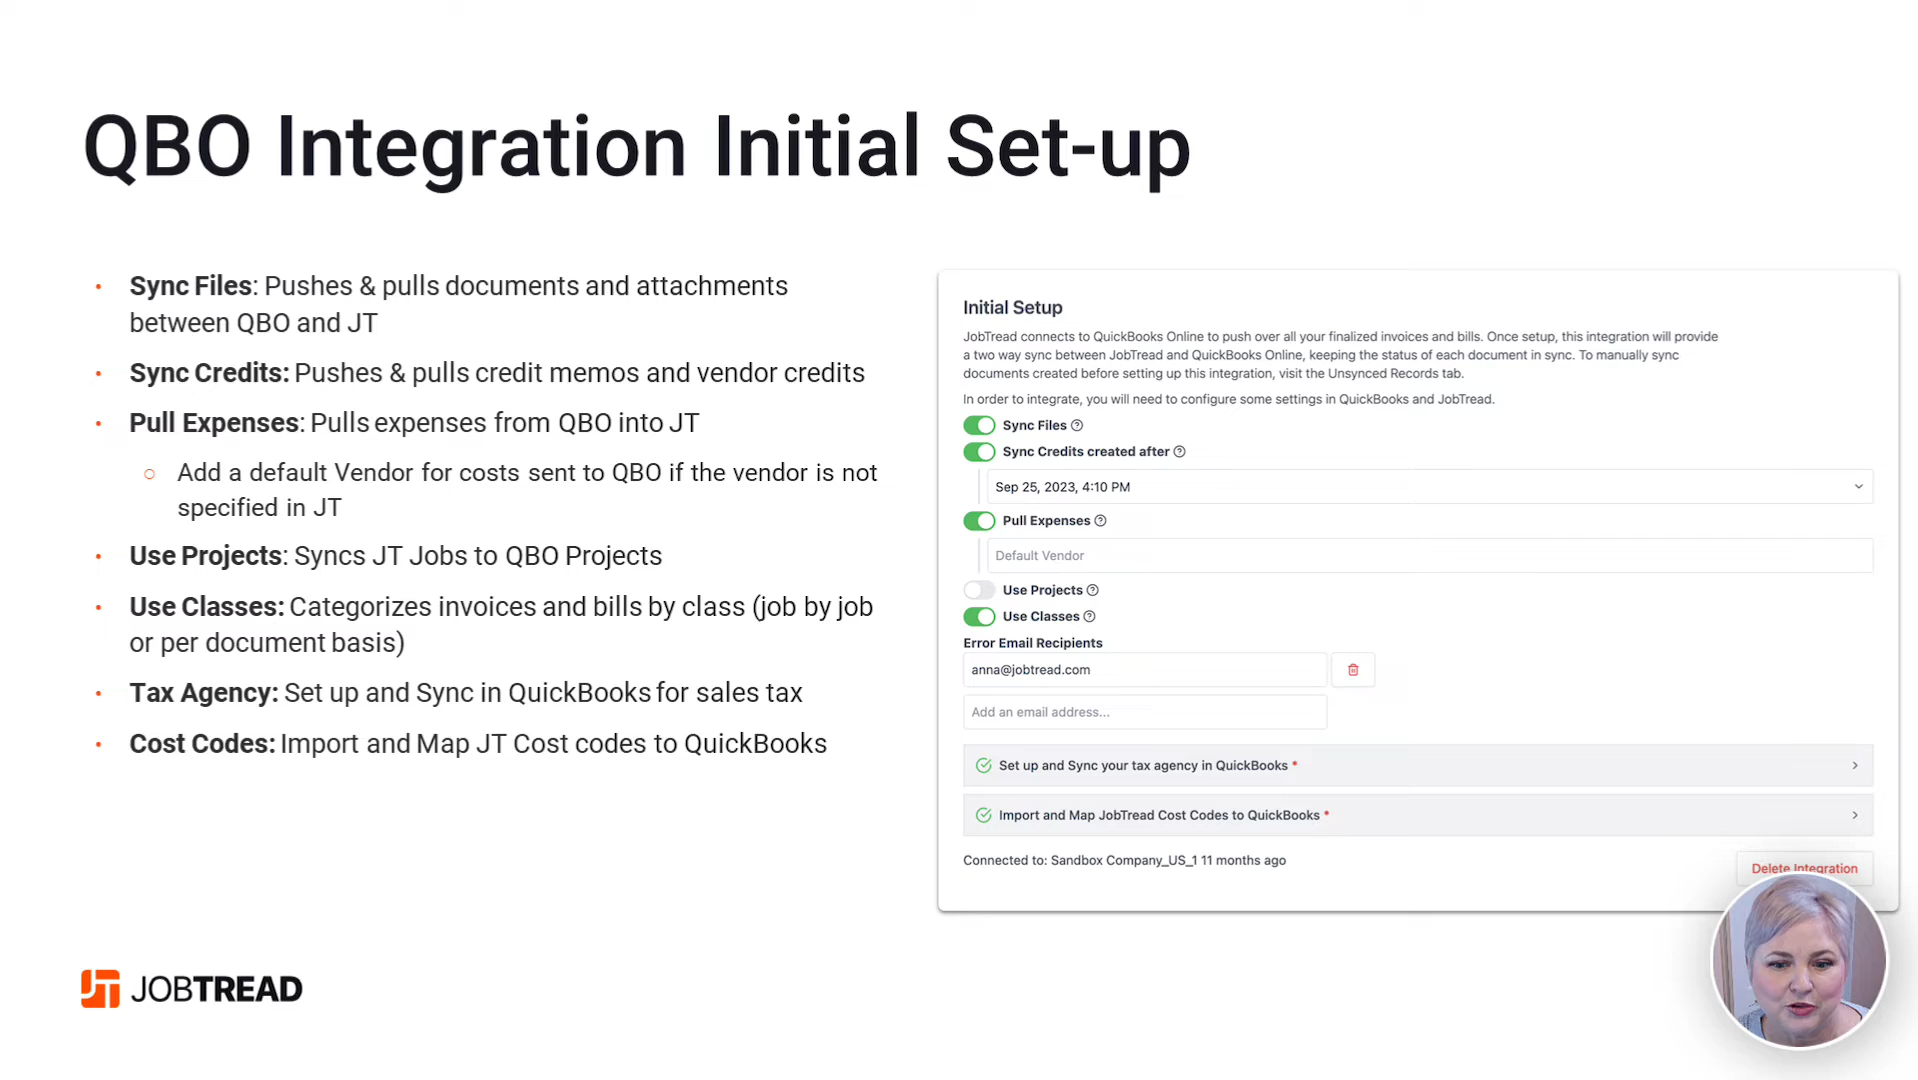 QBO Integration Initial Set-up
• Sync Files: Pushes & pulls documents and attachments
between QBO and JT
• Sync Credits: Pushes & pulls credit memos and vendor credits
• Pull Expenses: Pulls expenses from QBO into JT
○ Add a default Vendor for costs sent to QBO if the vendor is not
specified in JT
• Use Projects: Syncs JT Jobs to QBO Projects
• Use Classes: Categorizes invoices and bills by class (job by job
or per document basis)
• Tax Agency: Set up and Sync in QuickBooks for sales tax
• Cost Codes: Import and Map JT Cost codes to QuickBooks
Initial Setup
JobTread connects to QuickBooks Online to push over all your finalized invoices and bills. Once setup, this integration will provide
a two way sync between JobTread and QuickBooks Online, keeping the status of each document in sync. To manually sync
documents created before setting up this integration, visit the Unsynced Records tab.
In order to integrate, you will need to configure some settings in QuickBooks and JobTread.
Sync Files
Sync Credits created after
Sep 25, 2023, 4:10 PM
Pull Expenses
Default Vendor
Use Projects
Use Classes
Error Email Recipients
anna@jobtread.com
Add an email address...
Set up and Sync your tax agency in QuickBooks *
Import and Map JobTread Cost Codes to QuickBooks *
Connected to: Sandbox Company_US_1 11 months ago
Delete Integration
JOBTREAD